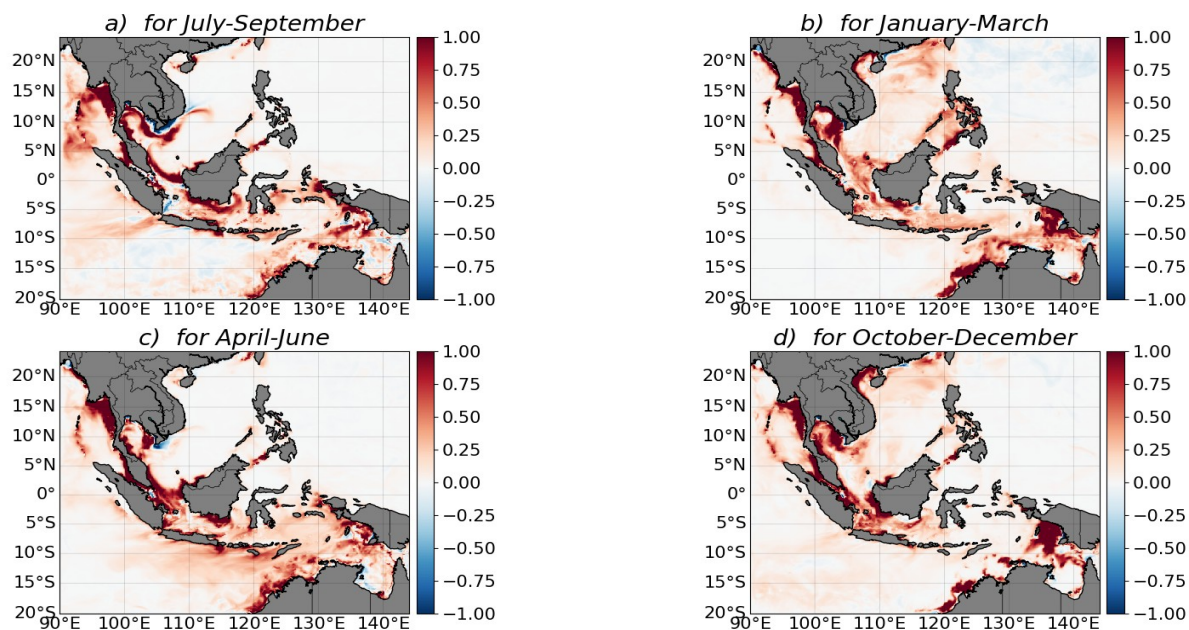 a) for July-September
20°N
15°N
10°N
5°N
0°
5°S
10°S
15°S
20°S
90°E 100°E 110°E 120°E 130°E 140°E
1.00
0.75
0.50
0.25
0.00
−0.25
−0.50
−0.75
−1.00
b) for January-March
20°N
15°N
10°N
5°N
0°
5°S
10°S
15°S
20°S
90°E 100°E 110°E 120°E 130°E 140°E
1.00
0.75
0.50
0.25
0.00
−0.25
−0.50
−0.75
−1.00
c) for April-June
20°N
15°N
10°N
5°N
0°
5°S
10°S
15°S
20°S
90°E 100°E 110°E 120°E 130°E 140°E
1.00
0.75
0.50
0.25
0.00
−0.25
−0.50
−0.75
−1.00
d) for October-December
20°N
15°N
10°N
5°N
0°
5°S
10°S
15°S
20°S
90°E 100°E 110°E 120°E 130°E 140°E
1.00
0.75
0.50
0.25
0.00
−0.25
−0.50
−0.75
−1.00